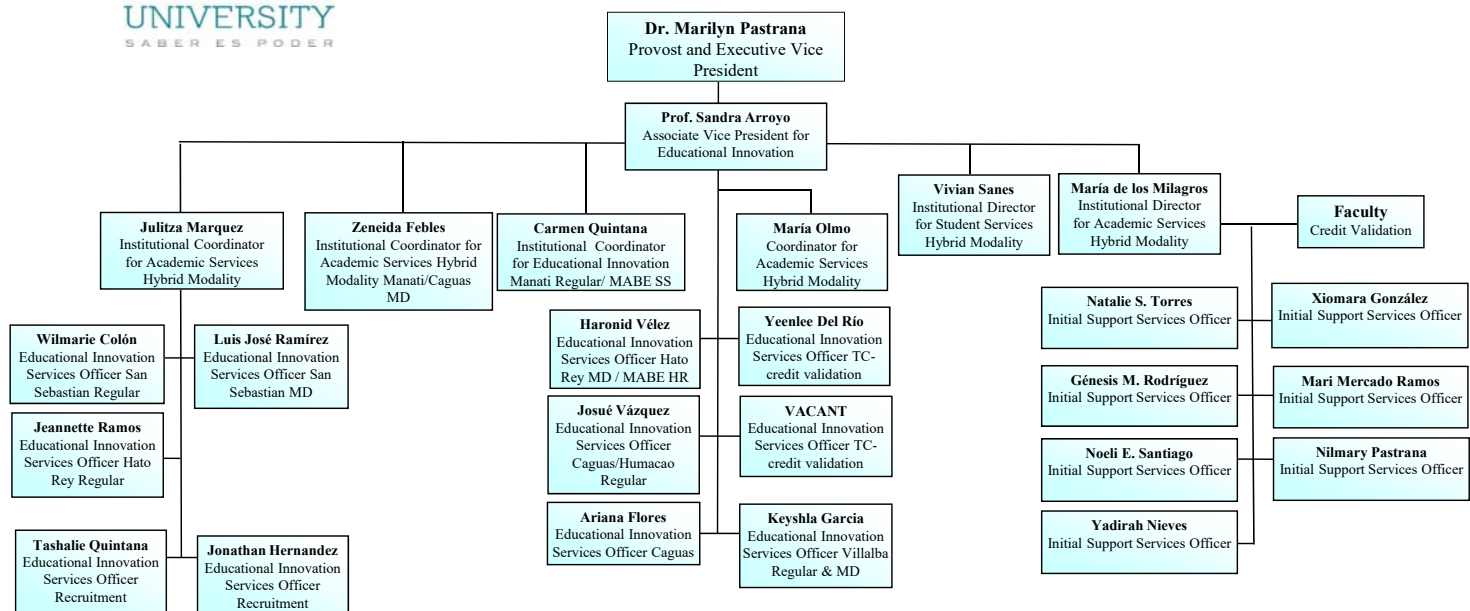 UNIVERSITY
SABER ES PODER
Dr. Marilyn Pastrana
Provost and Executive Vice
President
Prof. Sandra Arroyo
Associate Vice President for
Educational Innovation
Julitza Marquez
Institutional Coordinator
for Academic Services
Hybrid Modality
Zeneida Febles
Institutional Coordinator for
Academic Services Hybrid
Modality Manati/Caguas
MD
Carmen Quintana
Institutional Coordinator
for Educational Innovation
Manati Regular/ MABE SS
María Olmo
Coordinator for
Academic Services
Hybrid Modality
Vivian Sanes
Institutional Director
for Student Services
Hybrid Modality
María de los Milagros
Institutional Director
for Academic Services
Hybrid Modality
Faculty
Credit Validation
Wilmarie Colón
Educational Innovation
Services Officer San
Sebastian Regular
Luis José Ramírez
Educational Innovation
Services Officer San
Sebastian MD
Jeannette Ramos
Educational Innovation
Services Officer Hato
Rey Regular
Tashalie Quintana
Educational Innovation
Services Officer
Recruitment
Jonathan Hernandez
Educational Innovation
Services Officer
Recruitment
Haronid Vélez
Educational Innovation
Services Officer Hato
Rey MD / MABE HR
Yeenlee Del Río
Educational Innovation
Services Officer TC-
credit validation
Josué Vázquez
Educational Innovation
Services Officer
Caguas/Humacao
Regular
VACANT
Educational Innovation
Services Officer TC-
credit validation
Ariana Flores
Educational Innovation
Services Officer Caguas
Keyshla Garcia
Educational Innovation
Services Officer Villalba
Regular & MD
Natalie S. Torres
Initial Support Services Officer
Xiomara González
Initial Support Services Officer
Génesis M. Rodríguez
Initial Support Services Officer
Mari Mercado Ramos
Initial Support Services Officer
Noeli E. Santiago
Initial Support Services Officer
Nilmary Pastrana
Initial Support Services Officer
Yadirah Nieves
Initial Support Services Officer